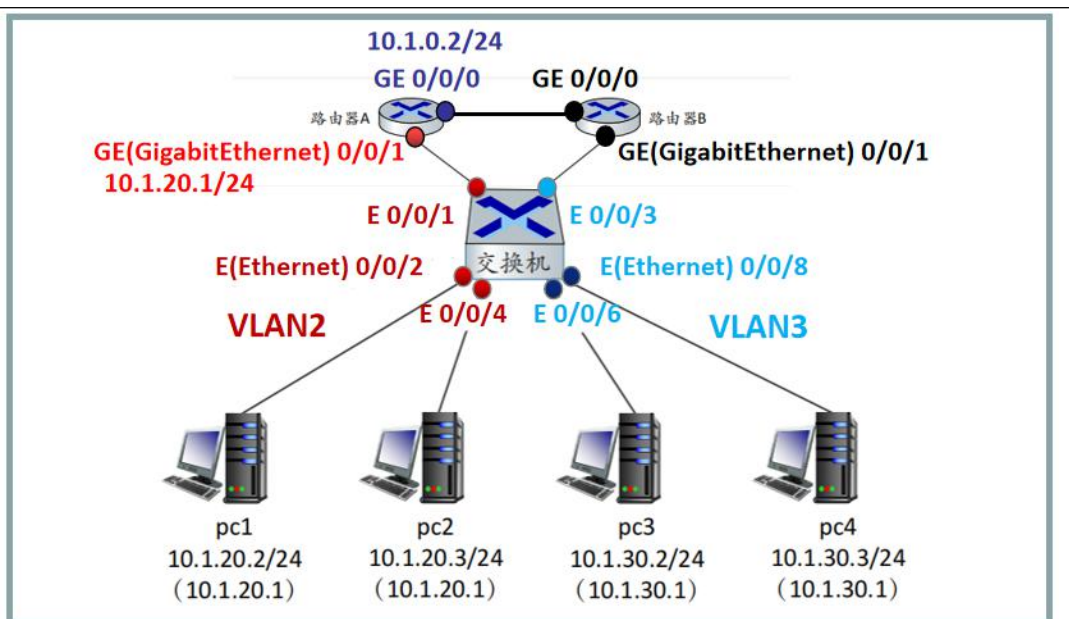 10.1.0.2/24
GE 0/0/0
GE 0/0/0
路由器A
路由器B
GE(GigabitEthernet) 0/0/1
10.1.20.1/24
GE(GigabitEthernet) 0/0/1
E 0/0/1
E 0/0/3
E(Ethernet) 0/0/2
交换机
E(Ethernet) 0/0/8
VLAN2
E 0/0/4
E 0/0/6
VLAN3
pc1
10.1.20.2/24
（10.1.20.1）
pc2
10.1.20.3/24
（10.1.20.1）
pc3
10.1.30.2/24
（10.1.30.1）
pc4
10.1.30.3/24
（10.1.30.1）